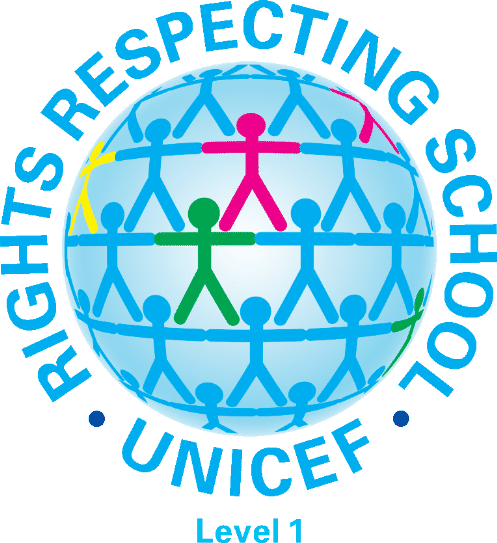 RIGHTS RESPECTING SCHOOL
UNICEF
Level 1